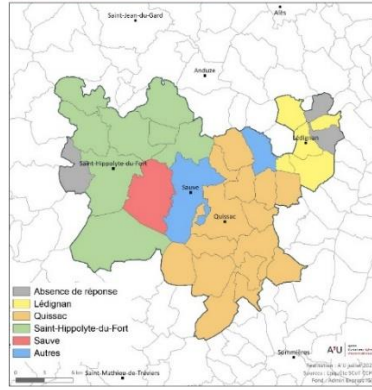 Saint-Jean-du-Gard
Alès
Anduze
Lédignan
Saint-Hippolyte-du-Fort
Sauve
Quissac
Absence de réponse
Lédignan
Quissac
Saint-Hippolyte-du-Fort
Sauve
Autres
Sommières
Saint-Mathieu-de-Tréviers
A'U